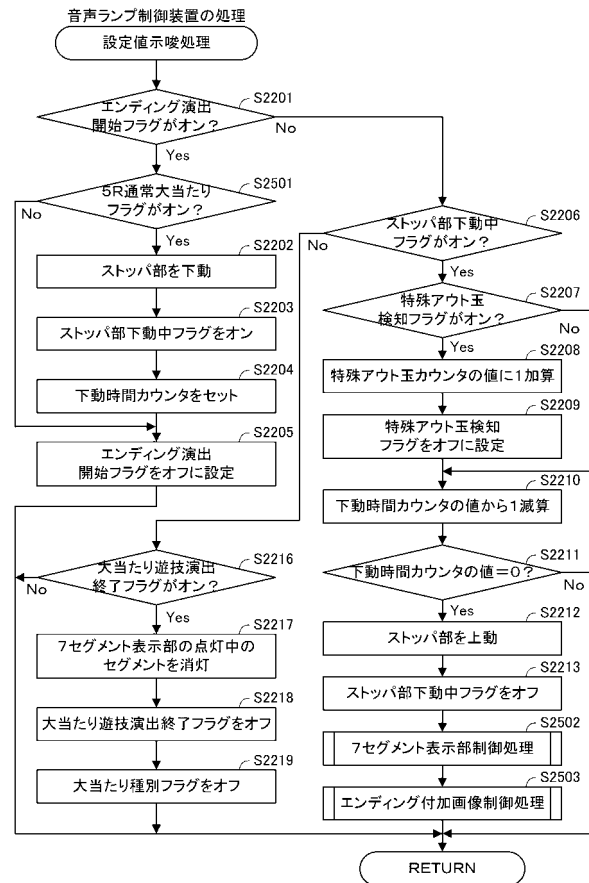 音声ランプ制御装置の処理
設定値示唆処理
S2201
エンディング演出
開始フラグがオン?
No
Yes
S2501
5R通常大当たり
フラグがオン?
No
Yes
S2202
ストッパ部を下動
S2203
ストッパ部下動中フラグをオン
S2204
下動時間カウンタをセット
S2205
エンディング演出
開始フラグをオフに設定
S2206
ストッパ部下動中
フラグがオン?
No
Yes
S2207
特殊アウト玉
検知フラグがオン?
No
Yes
S2208
特殊アウト玉カウンタの値に1加算
S2209
特殊アウト玉検知
フラグをオフに設定
S2210
下動時間カウンタの値から1減算
S2211
下動時間カウンタの値=0?
No
Yes
S2212
ストッパ部を上動
S2213
ストッパ部下動中フラグをオフ
S2502
7セグメント表示部制御処理
S2503
エンディング付加画像制御処理
S2216
大当たり遊技演出
終了フラグがオン?
No
Yes
S2217
7セグメント表示部の点灯中の
セグメントを消灯
S2218
大当たり遊技演出終了フラグをオフ
S2219
大当たり種別フラグをオフ
RETURN